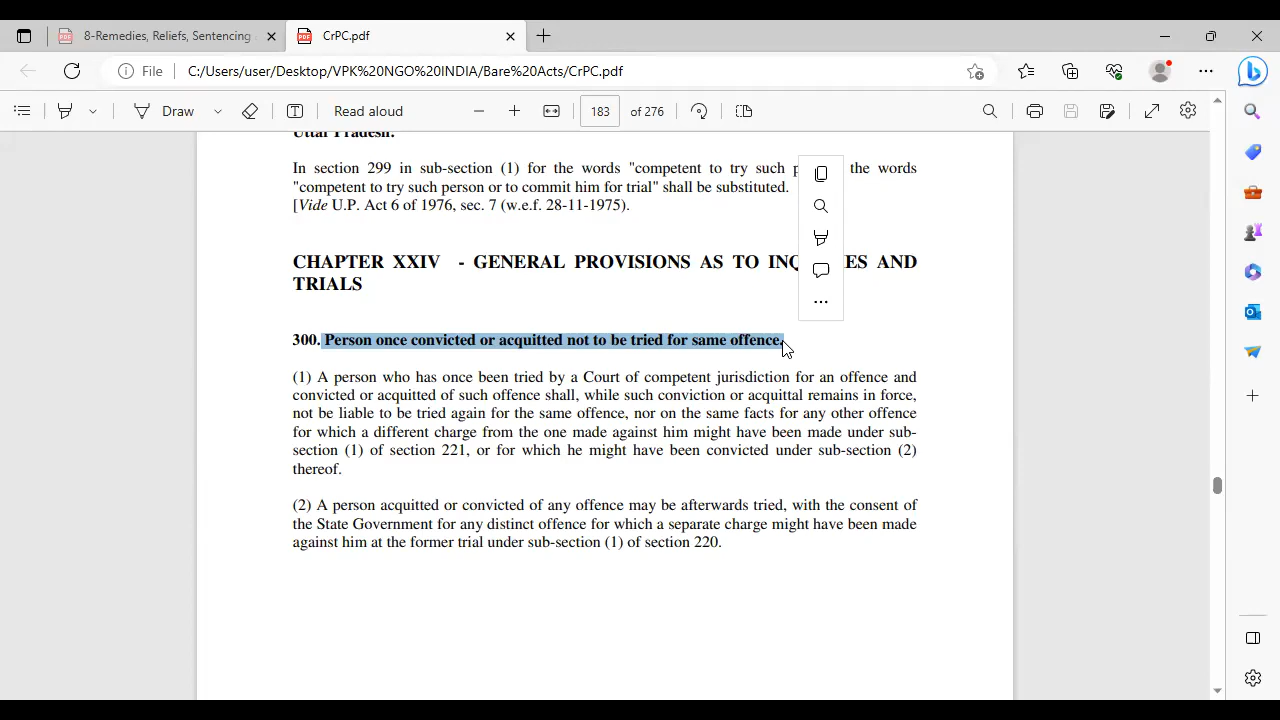 8-Remedies, Reliefs, Sentencing
CrPC.pdf
File
C:/Users/user/Desktop/VPK%20NGO%20INDIA/Bare%20Acts/CrPC.pdf
Draw
Read aloud
183
of 276
Uttar Pradesh.
In section 299 in sub-section (1) for the words "competent to try such the words
"competent to try such person or to commit him for trial" shall be substituted.
[Vide U.P. Act 6 of 1976, sec. 7 (w.e.f. 28-11-1975).
CHAPTER XXIV - GENERAL PROVISIONS AS TO AND
TRIALS
300. Person once convicted or acquitted not to be tried for same offence.
(1) A person who has once been tried by a Court of competent jurisdiction for an offence and
convicted or acquitted of such offence shall, while such conviction or acquittal remains in force,
not be liable to be tried again for the same offence, nor on the same facts for any other offence
for which a different charge from the one made against him might have been made under sub-
section (1) of section 221, or for which he might have been convicted under sub-section (2)
thereof.
(2) A person acquitted or convicted of any offence may be afterwards tried, with the consent of
the State Government for any distinct offence for which a separate charge might have been made
against him at the former trial under sub-section (1) of section 220.